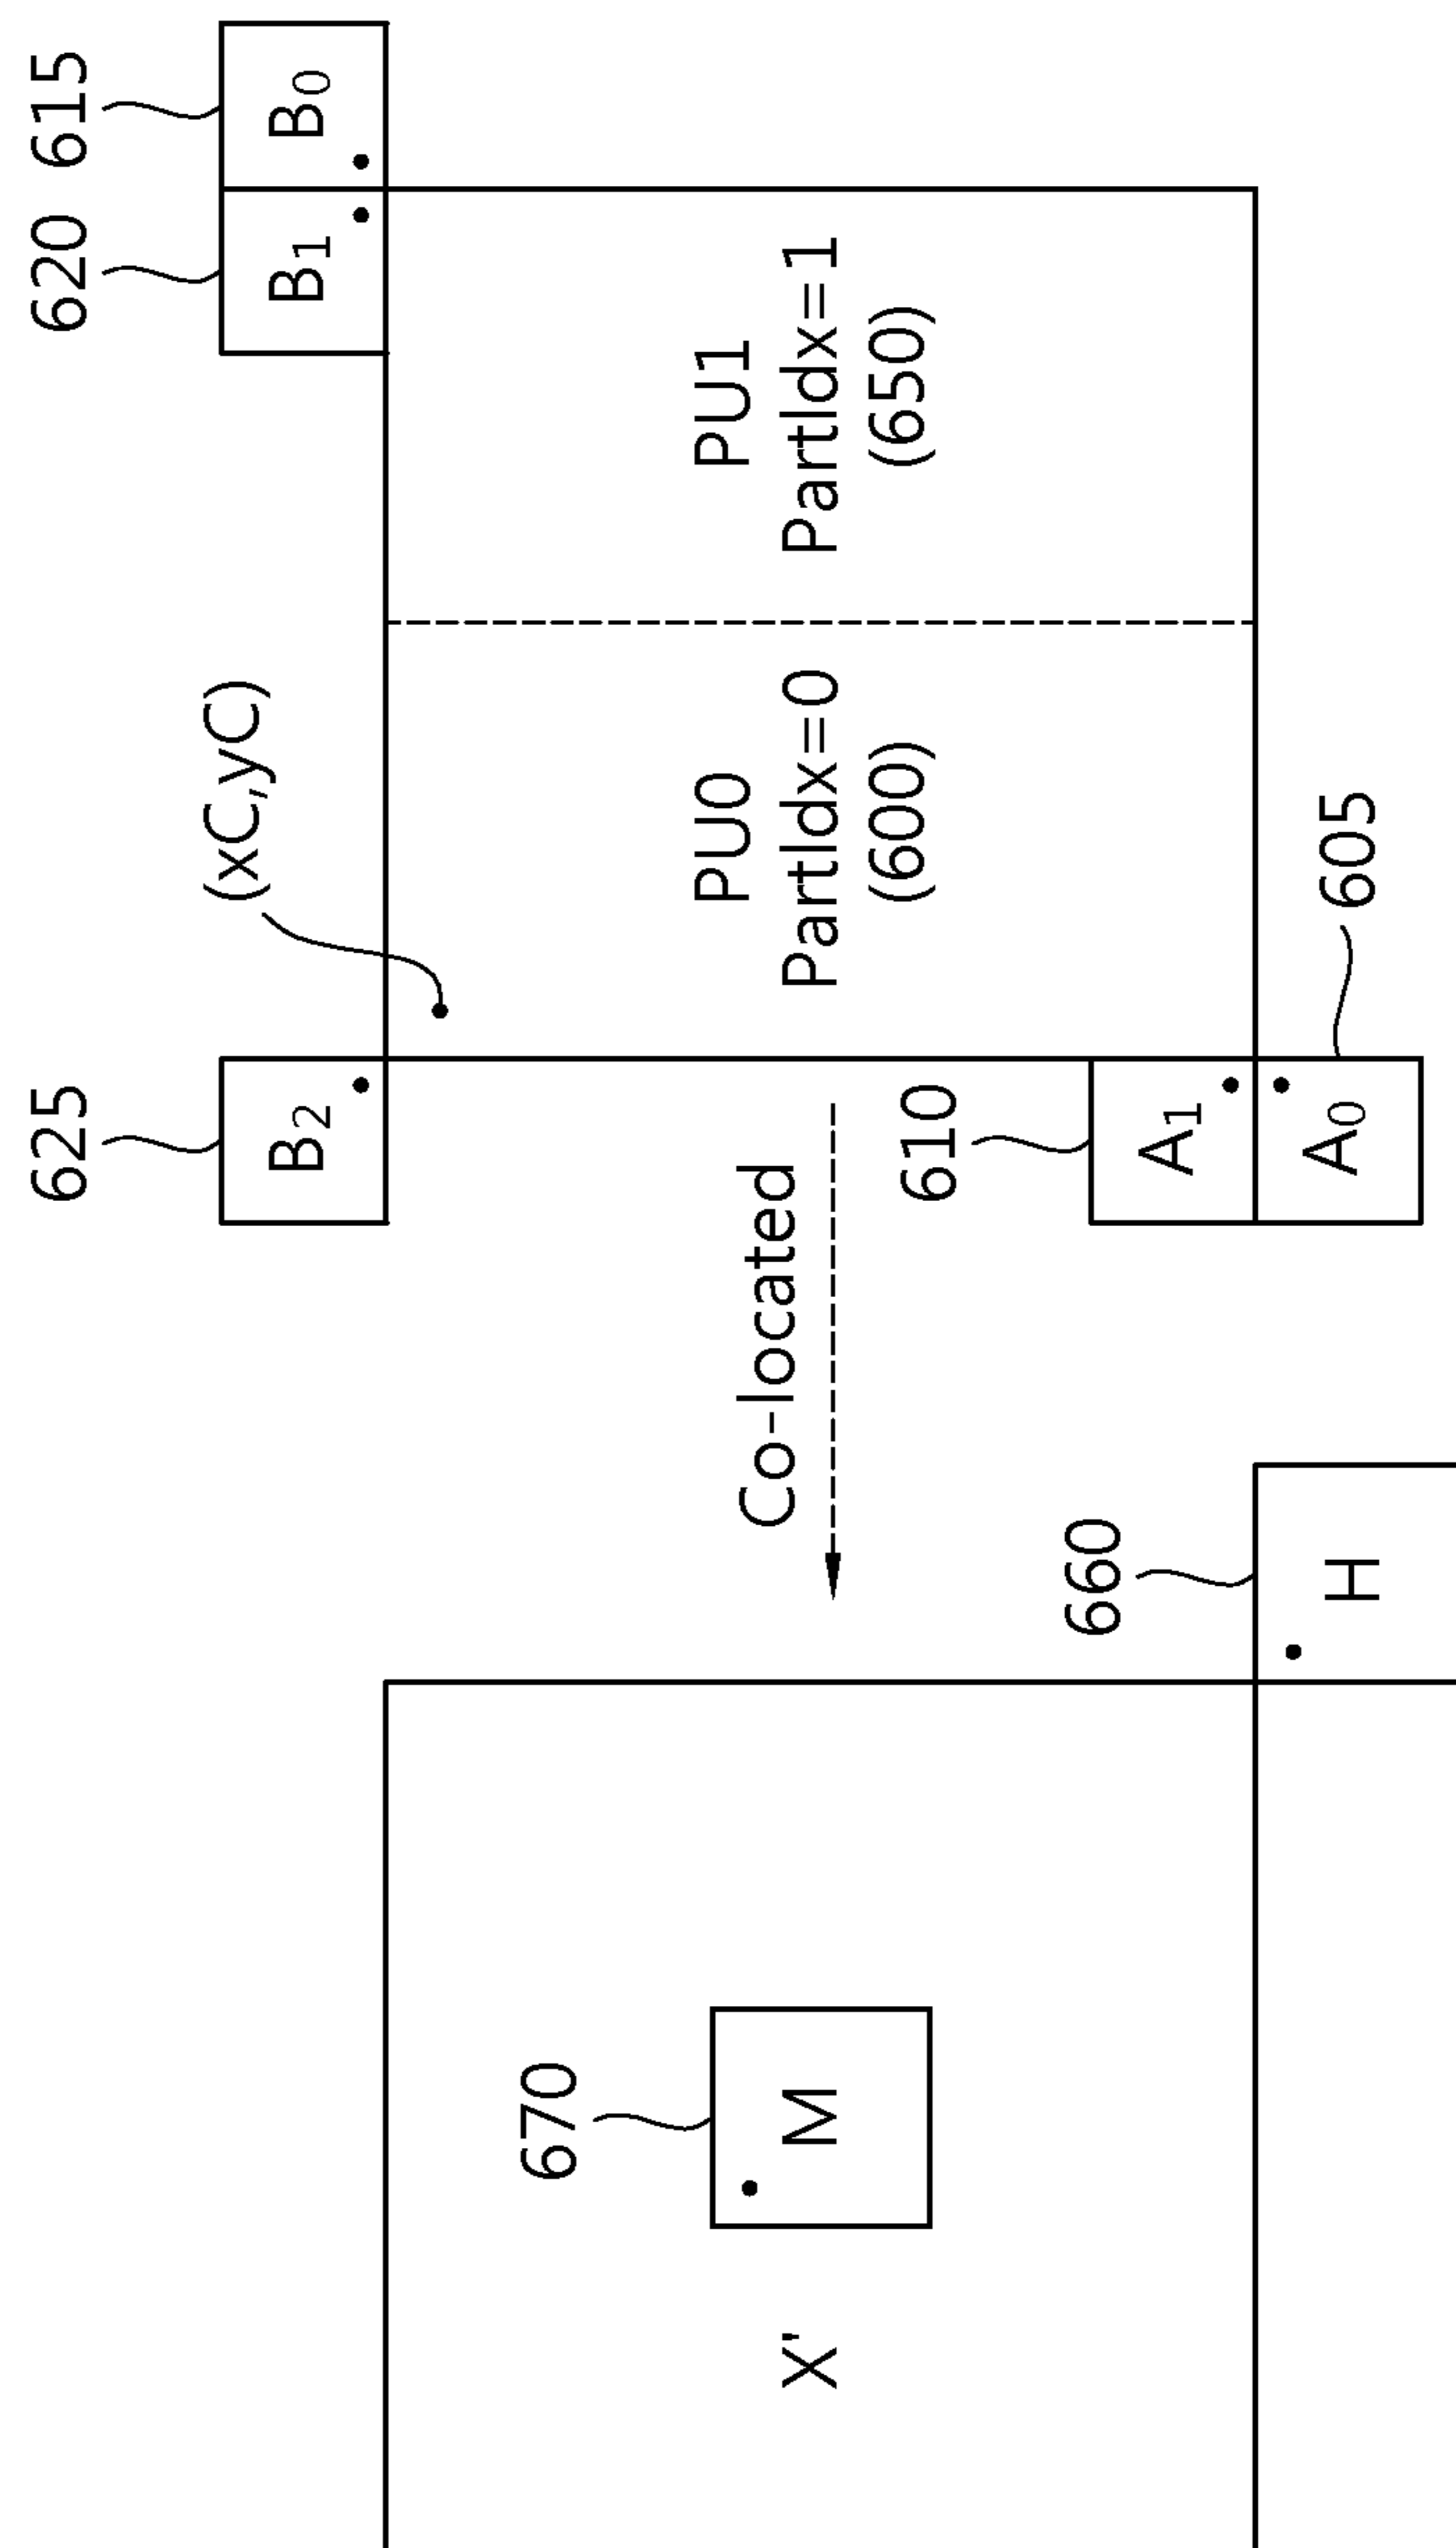 625
620
615
(xC,yC)
B₂
B₁
B₀
670
M
X'
Co-located
PU0
PartIdx=0
(600)
PU1
PartIdx=1
(650)
610
660
A₁
H
A₀
605